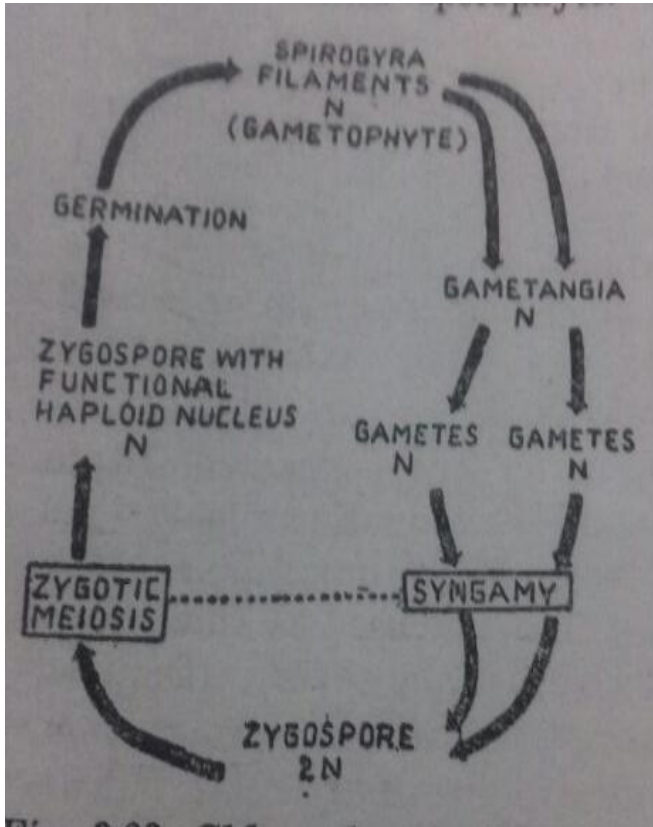 SPIROGYRA
FILAMENTS
N
(GAMETOPHYTE)
GERMINATION
GAMETANGIA
N
ZYGOSPORE WITH
FUNCTIONAL
HAPLOID NUCLEUS
N
GAMETES
N
GAMETES
N
ZYGOTIC
MEIOSIS
SYNGAMY
ZYGOSPORE
2N